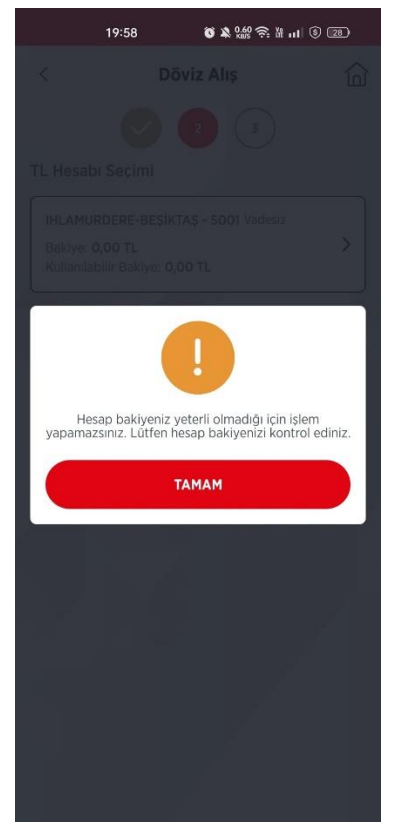 19:58 0.60 KB/S 28
Döviz Alış
2 3
TL Hesabı Seçimi
IHLAMURDERE-BEŞİKTAŞ - 5001 Vadesiz
Bakiye: 0,00 TL
Kullanılabilir Bakiye: 0,00 TL
Hesap bakiyeniz yeterli olmadığı için işlem
yapamazsınız. Lütfen hesap bakiyenizi kontrol ediniz.
TAMAM